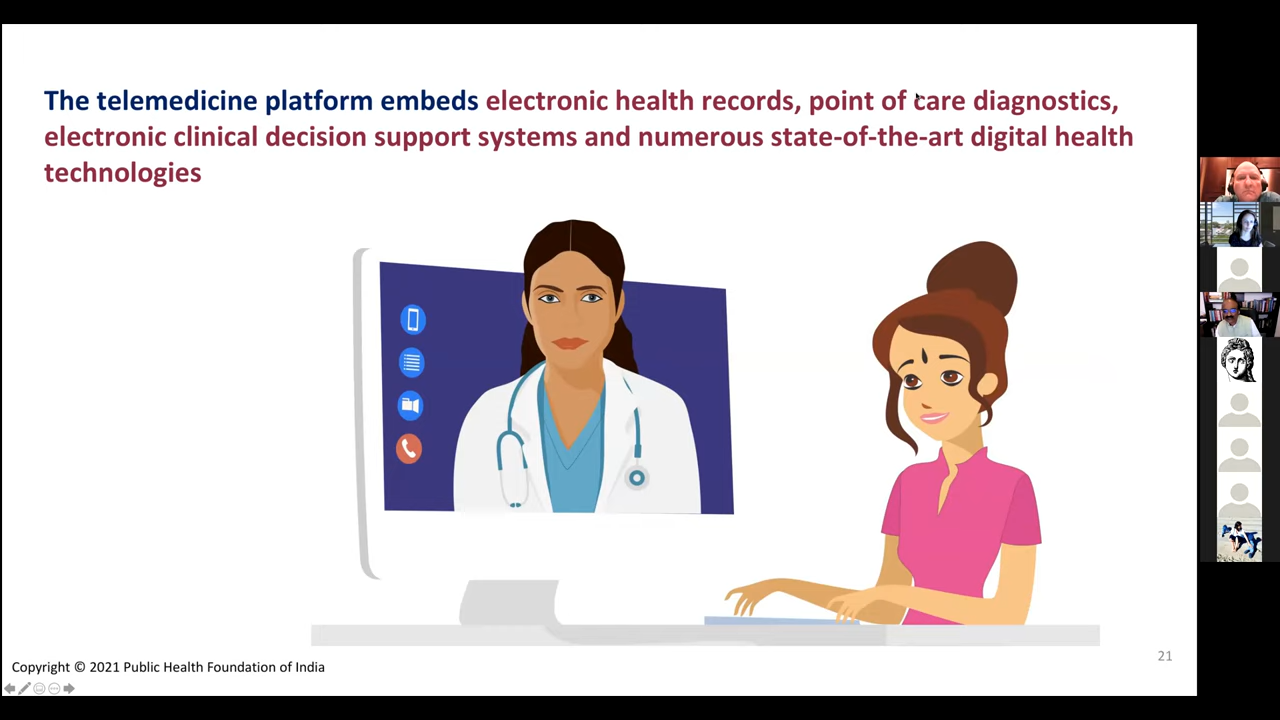 The telemedicine platform embeds electronic health records, point of care diagnostics,
electronic clinical decision support systems and numerous state-of-the-art digital health
technologies
Copyright © 2021 Public Health Foundation of India
21